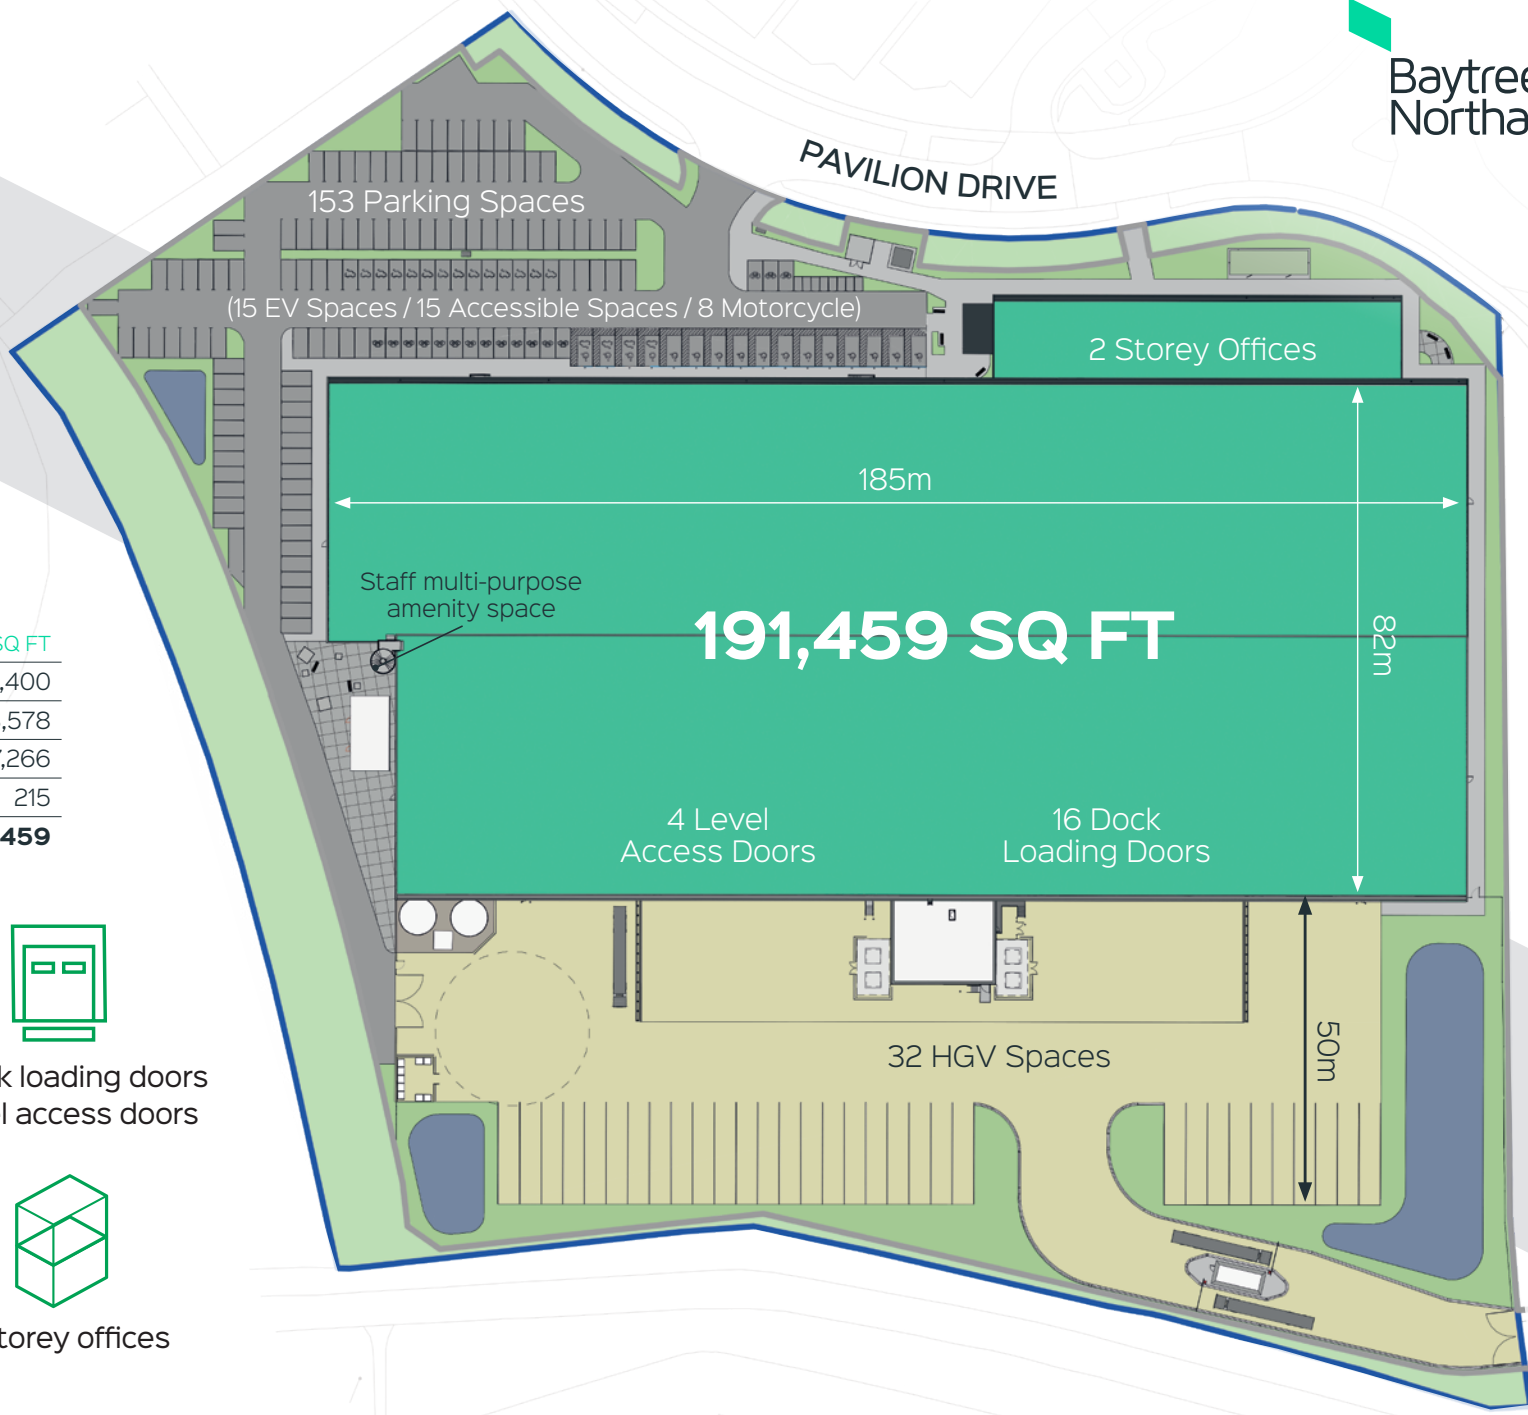 Baytree
Northa
PAVILION DRIVE
153 Parking Spaces
(15 EV Spaces / 15 Accessible Spaces / 8 Motorcycle)
2 Storey Offices
185m
Staff multi-purpose
amenity space
191,459 SQ FT
82m
SQ FT
,400
,578
7,266
215
459
4 Level
Access Doors
16 Dock
Loading Doors
50m
32 HGV Spaces
k loading doors
l access doors
torey offices